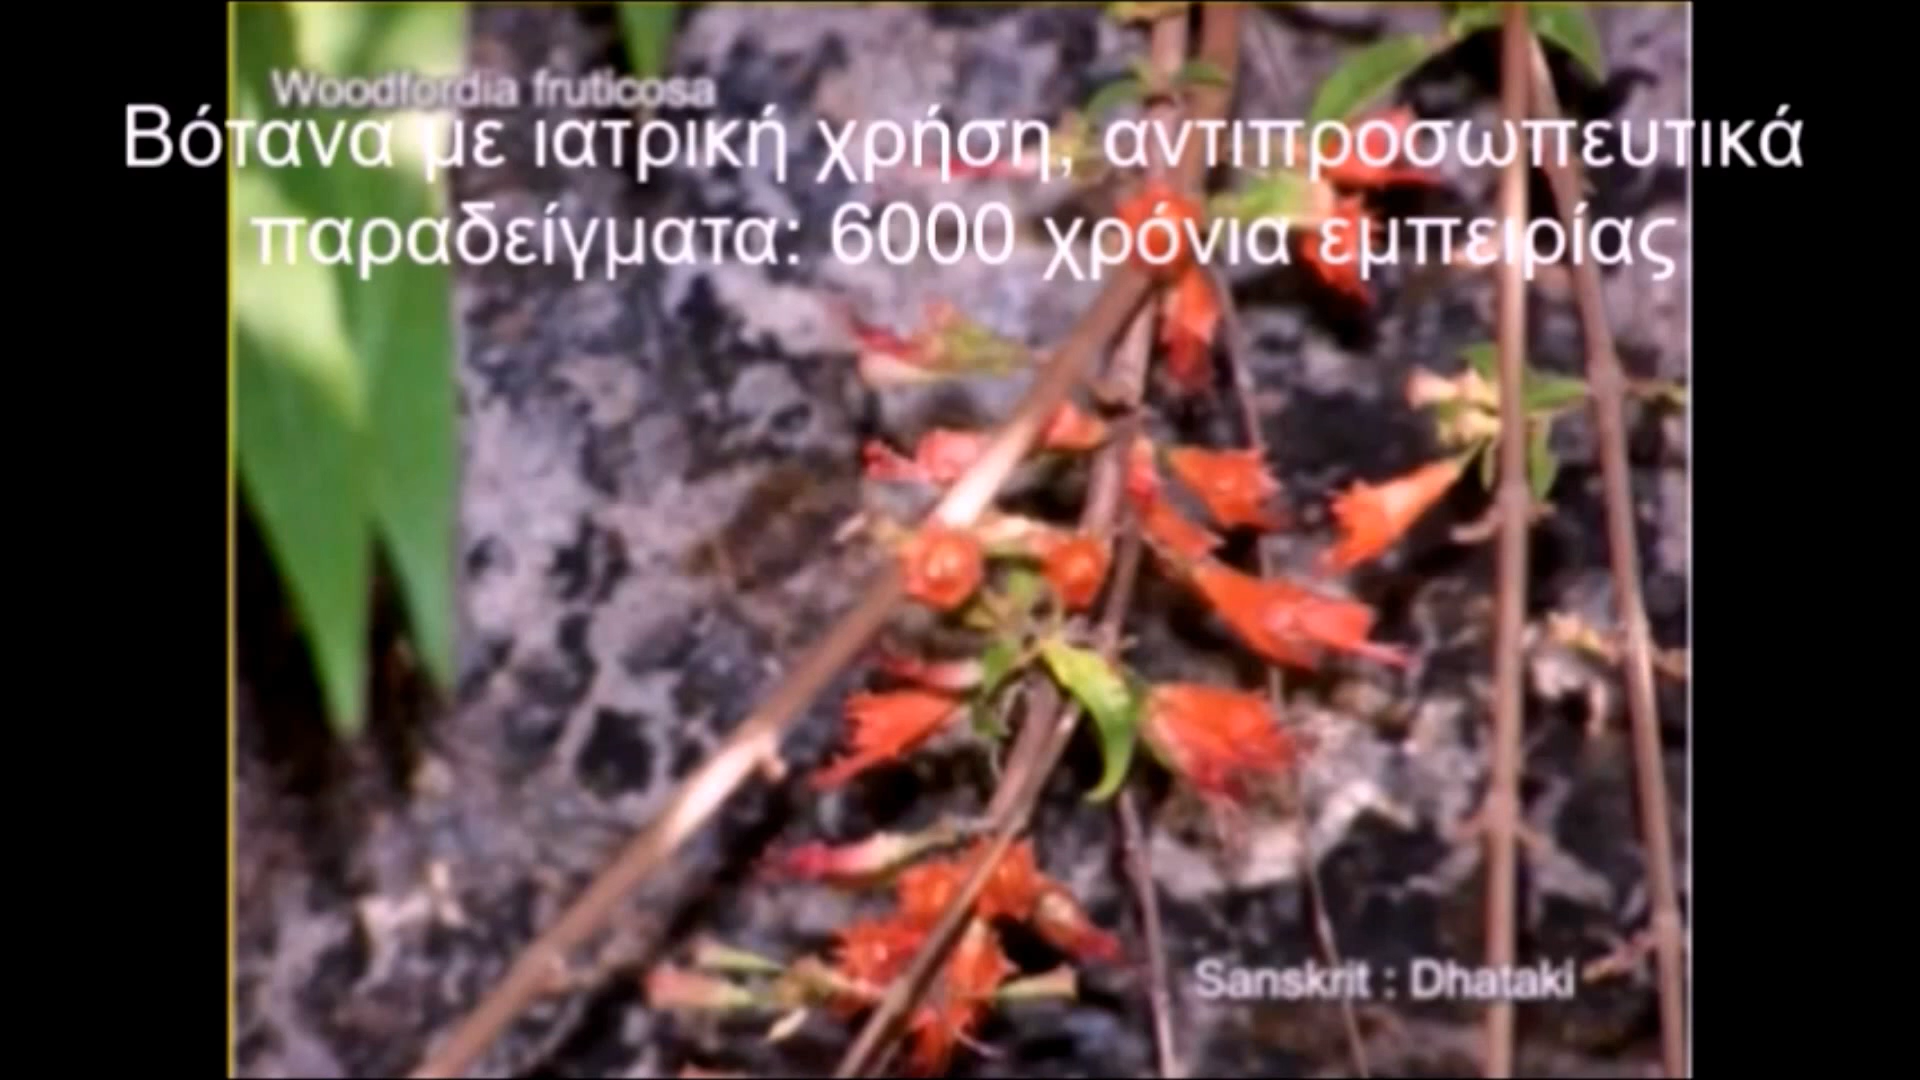 Woodfordia fruticosa
Βότανα με ιατρική χρήση, αντιπροσωπευτικά
παραδείγματα: 6000 χρόνια εμπειρίας
Sanskrit : Dhataki